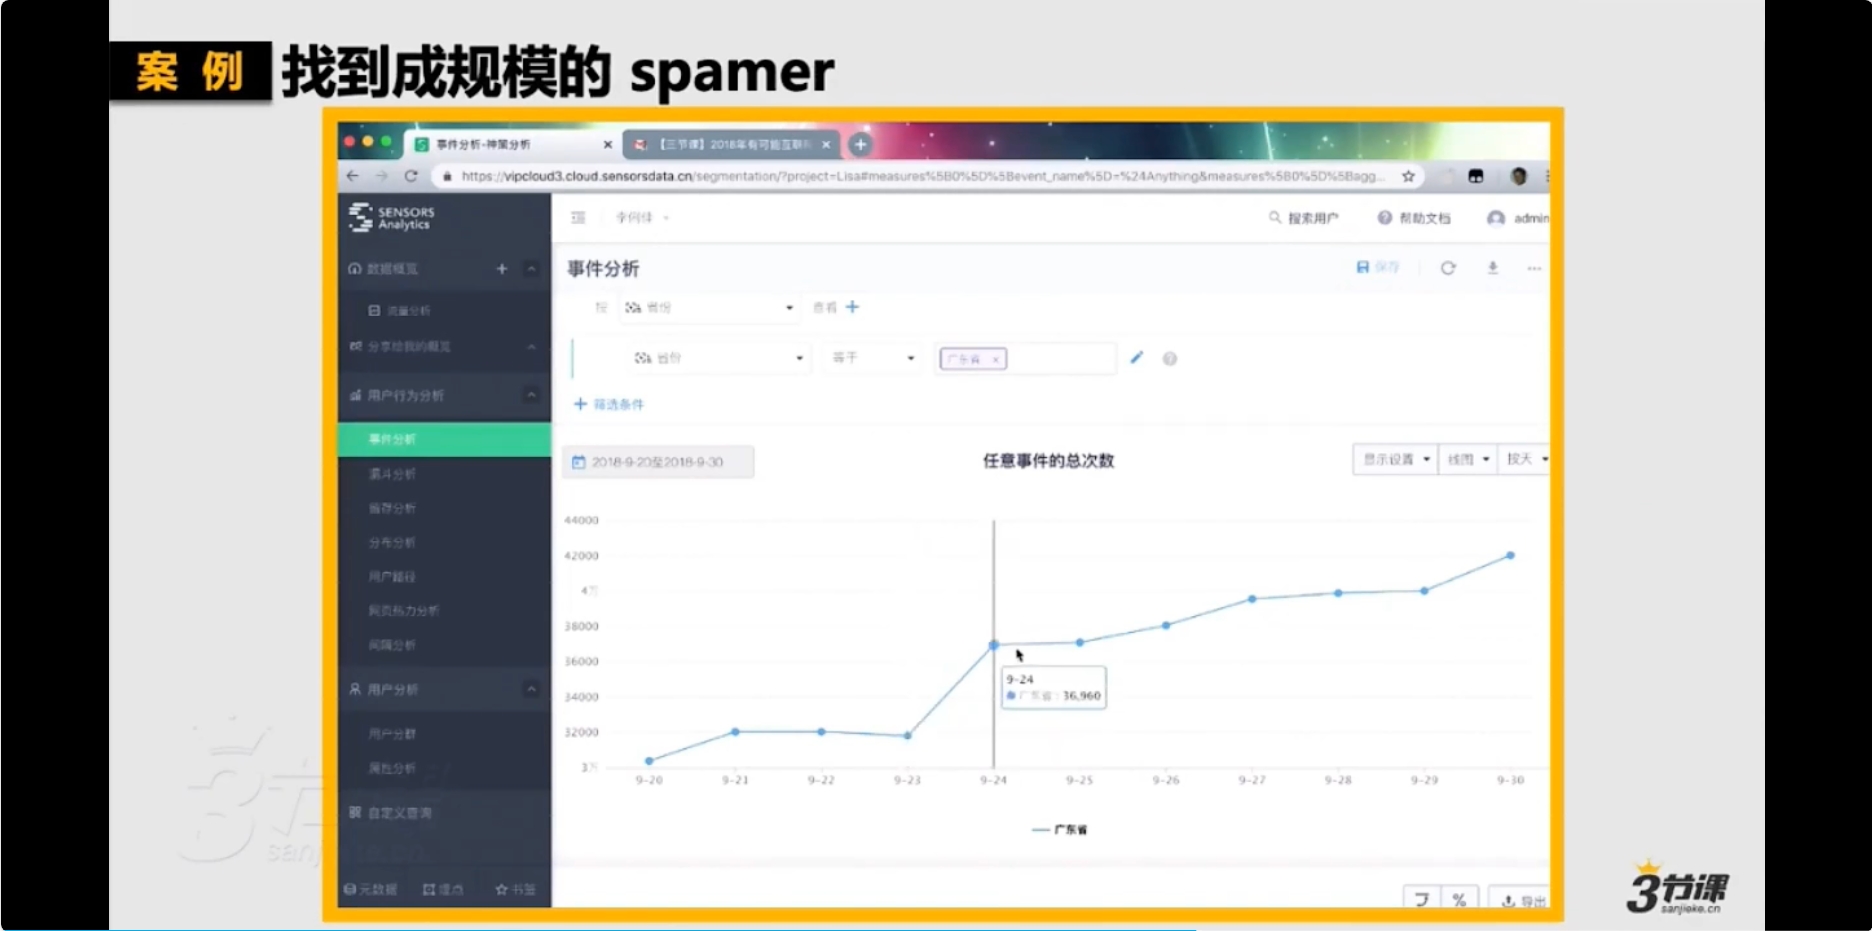 案 例 找到成规模的 spamer
事件分析-神策分析
【三节课】2018年有可能互联
https://vipcloud3.cloud.sensorsdata.cn/segmentation/?project=Lisa#measures%5B0%5D%5Bevent_name%5D=%24Anything&measures%5B0%5D%5Bagg...
SENSORS
Analytics
搜索用户 帮助文档 admin
数据概览
流量分析
分享给我的概览
用户行为分析
事件分析
漏斗分析
留存分析
分布分析
用户路径
网页热力分析
间隔分析
用户分析
用户分群
属性分析
自定义查询
元数据 埋点 书签
事件分析
保存
按 省份 查看
省份 等于 广东省
筛选条件
2018-9-20至2018-9-30
任意事件的总次数
显示设置 线图 按天
44000
42000
4万
38000
36000
34000
32000
3万
9-24
广东省: 36,960
9-20 9-21 9-22 9-23 9-24 9-25 9-26 9-27 9-28 9-29 9-30
广东省
% 导出
3节课
sanjieke.cn